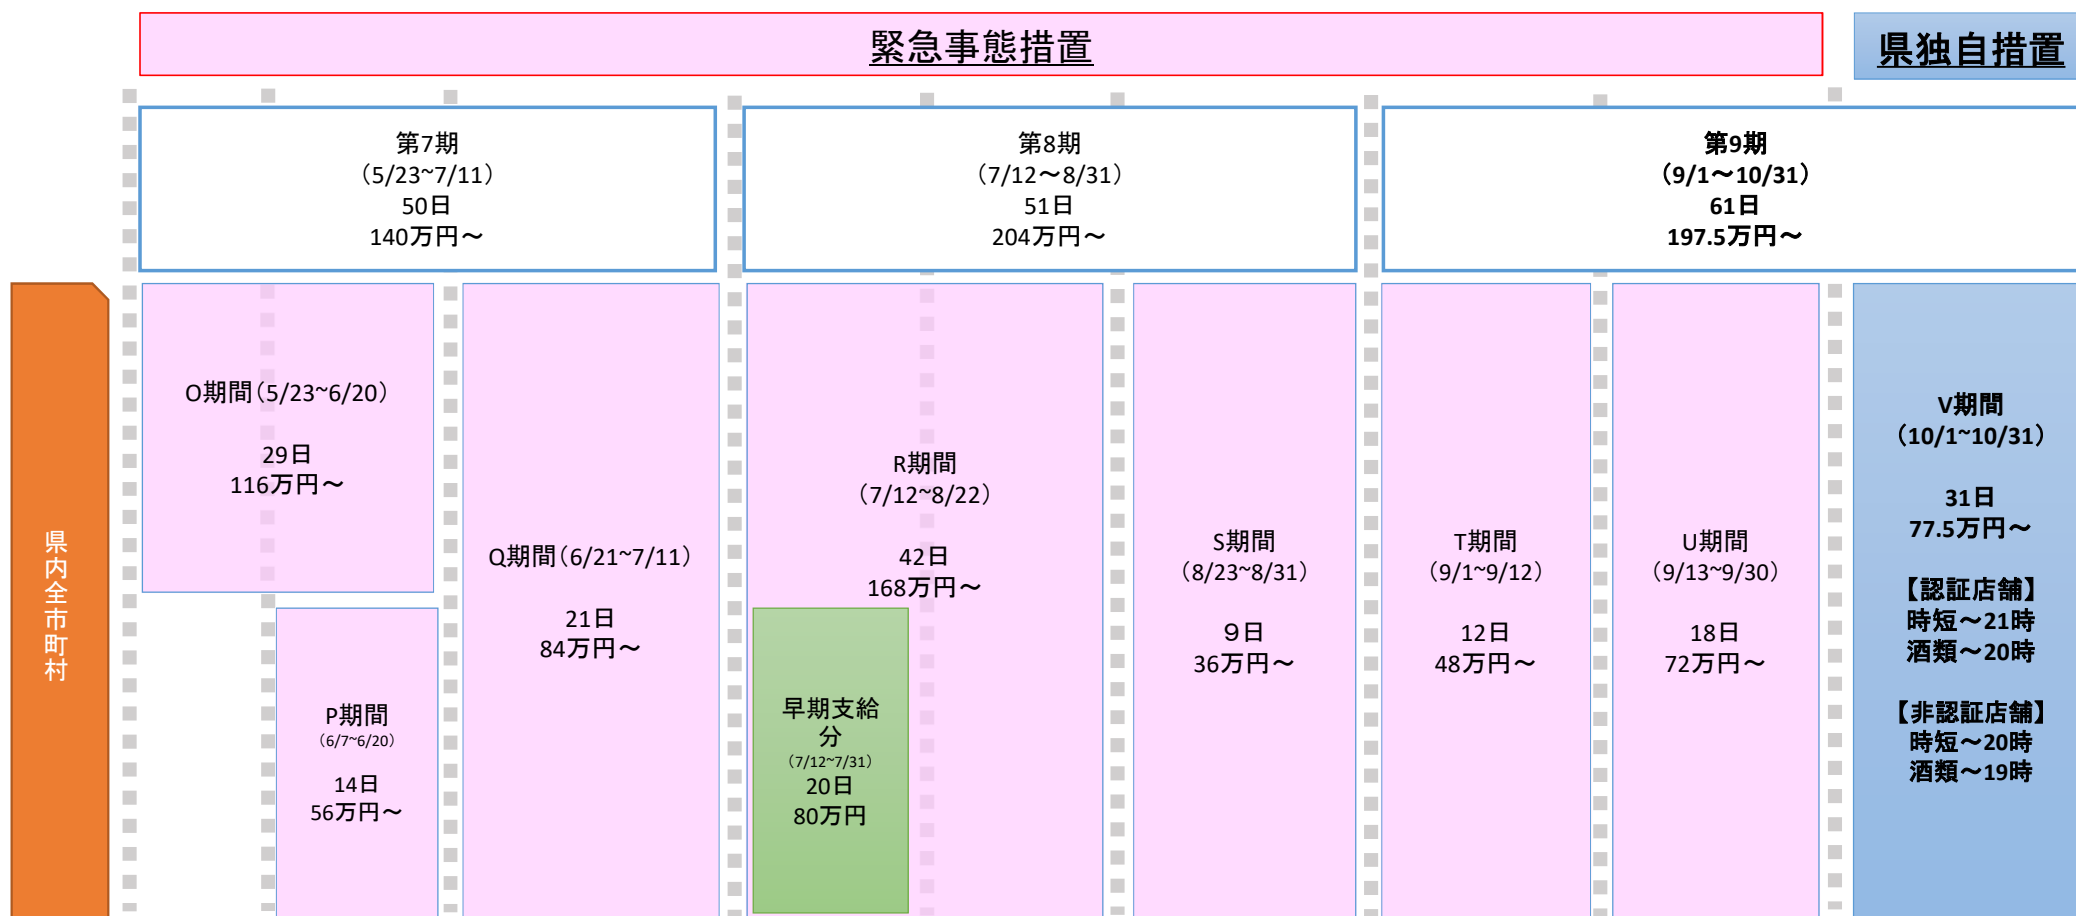 緊急事態措置
県独自措置
第7期
（5/23~7/11）
50日
140万円～
第8期
（7/12～8/31）
51日
204万円～
第9期
（9/1～10/31）
61日
197.5万円～
県内全市町村
O期間（5/23~6/20）
29日
116万円～
P期間
（6/7~6/20）
14日
56万円～
Q期間（6/21~7/11）
21日
84万円～
R期間
（7/12~8/22）
42日
168万円～
早期支給
分
（7/12~7/31）
20日
80万円
S期間
（8/23~8/31）
９日
36万円～
T期間
（9/1~9/12）
12日
48万円～
U期間
（9/13~9/30）
18日
72万円～
V期間
（10/1~10/31）
31日
77.5万円～
【認証店舗】
時短～21時
酒類～20時
【非認証店舗】
時短～20時
酒類～19時